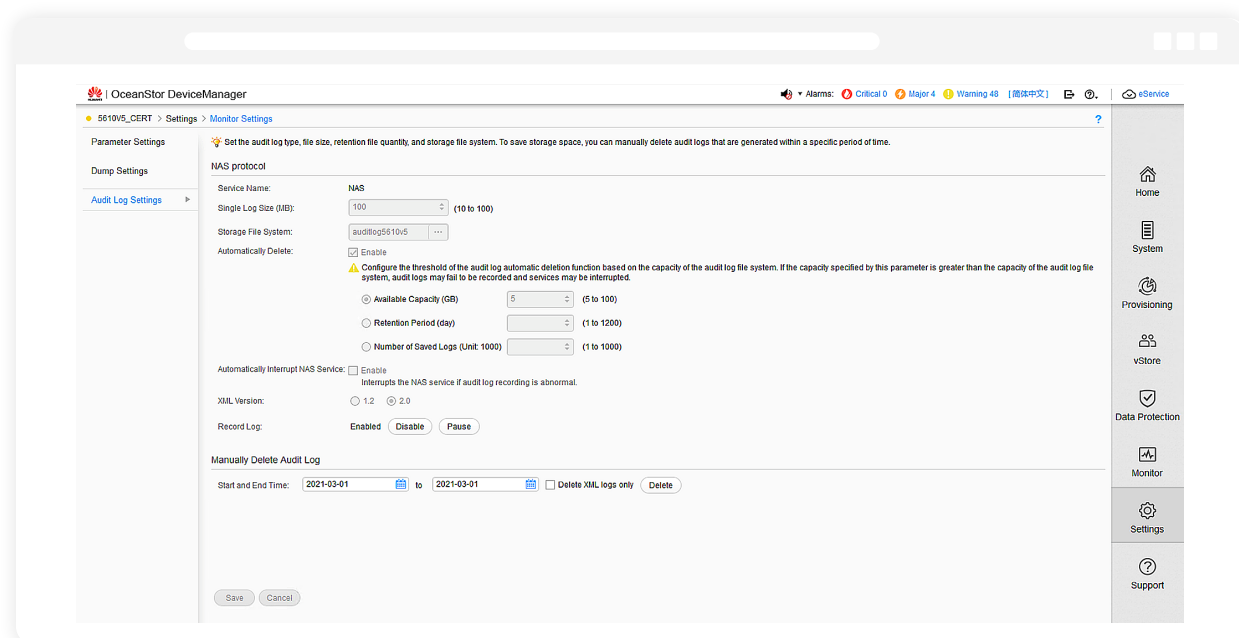 HUAWEI | OceanStor DeviceManager
Alarms: Critical 0 Major 4 Warning 48 [简体中文] eService
5610V5_CERT > Settings > Monitor Settings ?
Parameter Settings
Dump Settings
Audit Log Settings
Set the audit log type, file size, retention file quantity, and storage file system. To save storage space, you can manually delete audit logs that are generated within a specific period of time.
NAS protocol
Service Name: NAS
Single Log Size (MB): 100 (10 to 100)
Storage File System: auditlog5610v5 ...
Automatically Delete: Enable
Configure the threshold of the audit log automatic deletion function based on the capacity of the audit log file system. If the capacity specified by this parameter is greater than the capacity of the audit log file
system, audit logs may fail to be recorded and services may be interrupted.
Available Capacity (GB) 5 (5 to 100)
Retention Period (day) (1 to 1200)
Number of Saved Logs (Unit: 1000) (1 to 1000)
Automatically Interrupt NAS Service: Enable
Interrupts the NAS service if audit log recording is abnormal.
XML Version: 1.2 2.0
Record Log: Enabled Disable Pause
Manually Delete Audit Log
Start and End Time: 2021-03-01 to 2021-03-01 Delete XML logs only Delete
Save Cancel
Home
System
Provisioning
vStore
Data Protection
Monitor
Settings
Support